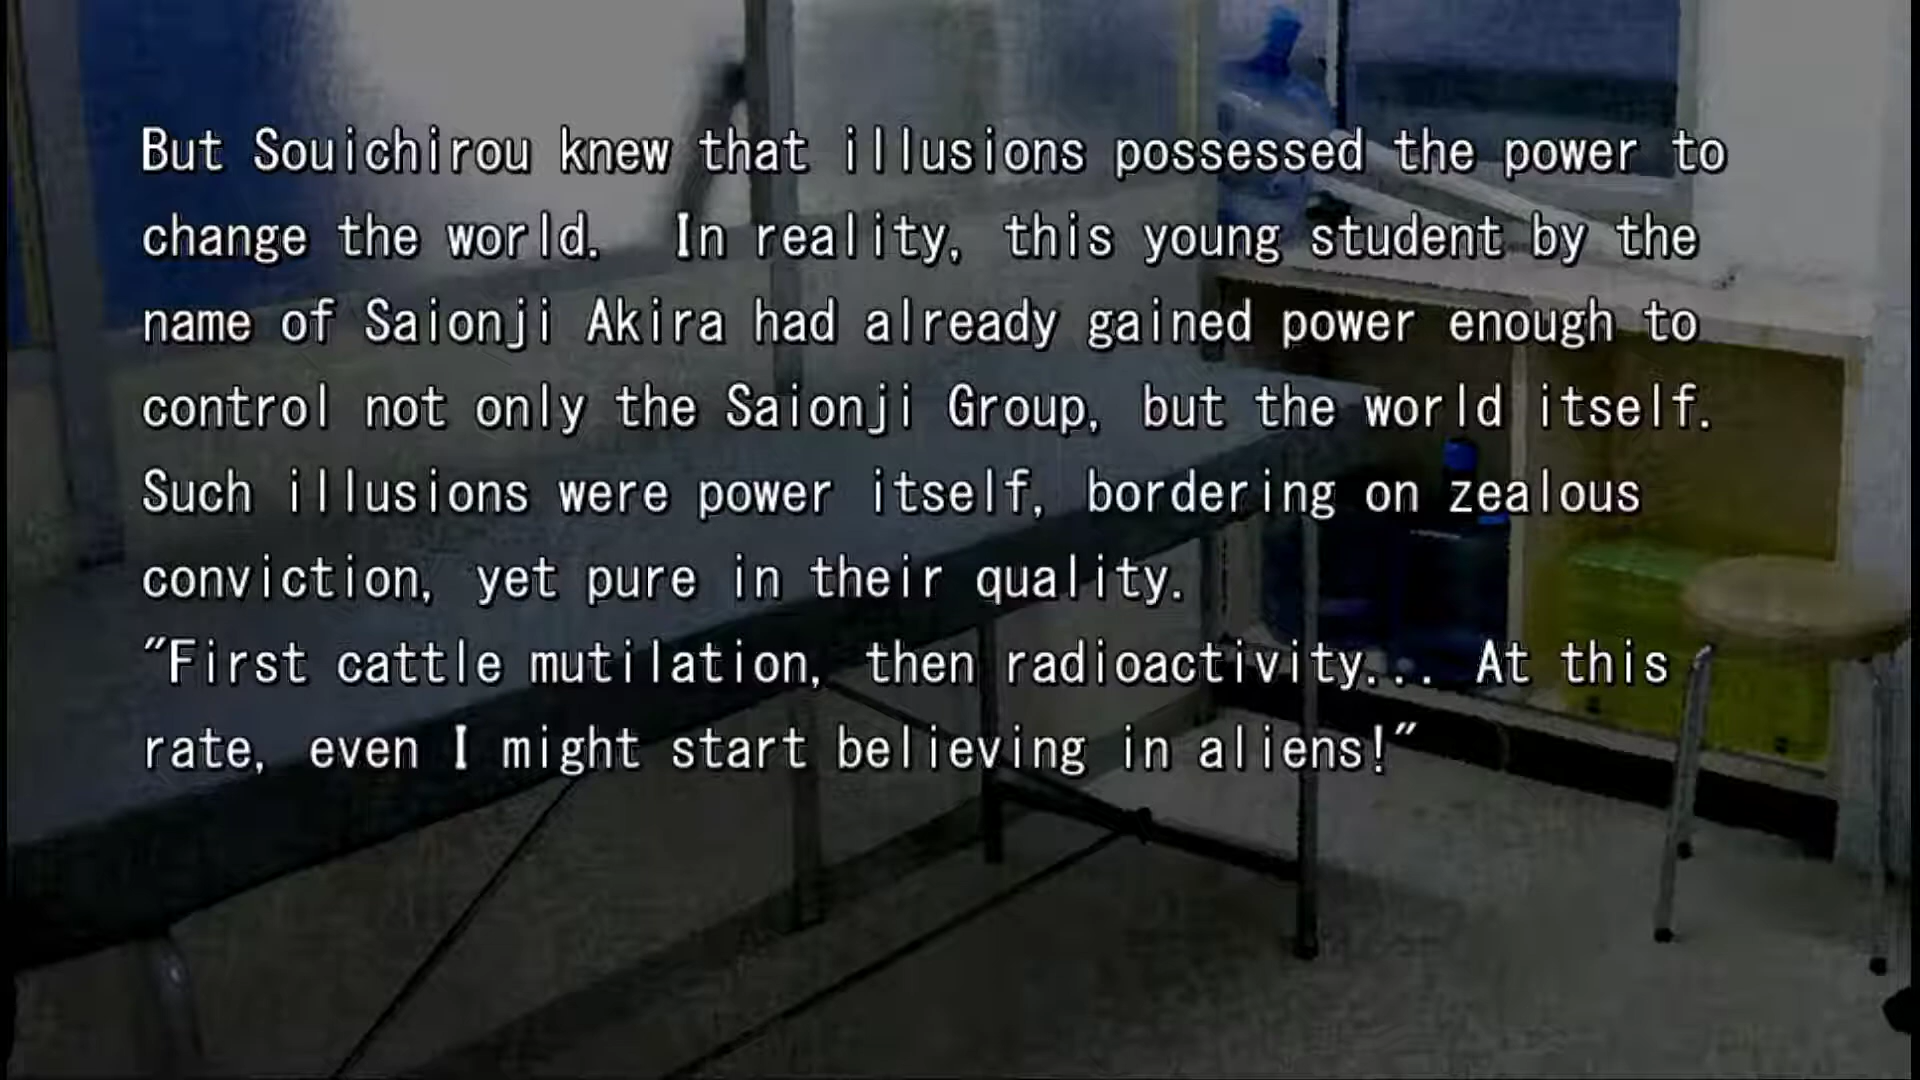 But Souichirou knew that illusions possessed the power to
change the world.  In reality, this young student by the
name of Saionji Akira had already gained power enough to
control not only the Saionji Group, but the world itself.
Such illusions were power itself, bordering on zealous
conviction, yet pure in their quality.
"First cattle mutilation, then radioactivity... At this
rate, even I might start believing in aliens!"